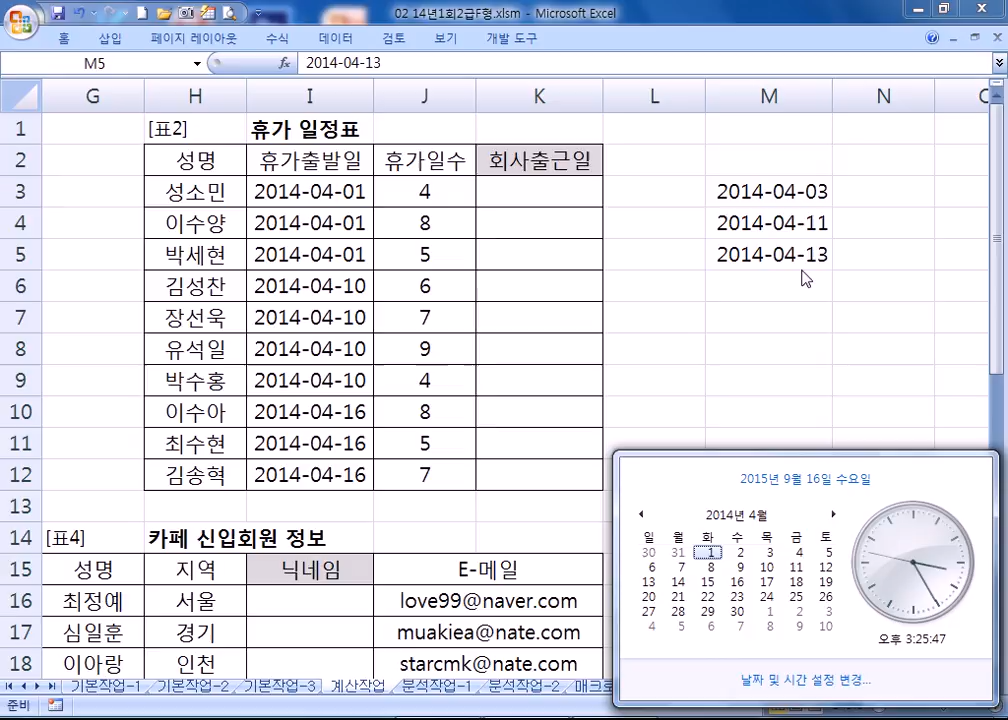 02 14년1회2급F형.xlsm - Microsoft Excel
홈 삽입 페이지 레이아웃 수식 데이터 검토 보기 개발 도구
M5 fx 2014-04-13
G H I J K L M N
1 [표2] 휴가 일정표
2 성명 휴가출발일 휴가일수 회사출근일
3 성소민 2014-04-01 4 2014-04-03
4 이수양 2014-04-01 8 2014-04-11
5 박세현 2014-04-01 5 2014-04-13
6 김성찬 2014-04-10 6
7 장선욱 2014-04-10 7
8 유석일 2014-04-10 9
9 박수홍 2014-04-10 4
10 이수아 2014-04-16 8
11 최수현 2014-04-16 5
12 김송혁 2014-04-16 7
13
14 [표4] 카페 신입회원 정보
15 성명 지역 닉네임 E-메일
16 최정예 서울 love99@naver.com
17 심일훈 경기 muakiea@nate.com
18 이아랑 인천 starcmk@nate.com
기본작업-1 기본작업-2 기본작업-3 계산작업 분석작업-1 분석작업-2 매크로
준비
2015년 9월 16일 수요일
2014년 4월
일 월 화 수 목 금 토
30 31 1 2 3 4 5
6 7 8 9 10 11 12
13 14 15 16 17 18 19
20 21 22 23 24 25 26
27 28 29 30 1 2 3
4 5 6 7 8 9 10
오후 3:25:47
날짜 및 시간 설정 변경...